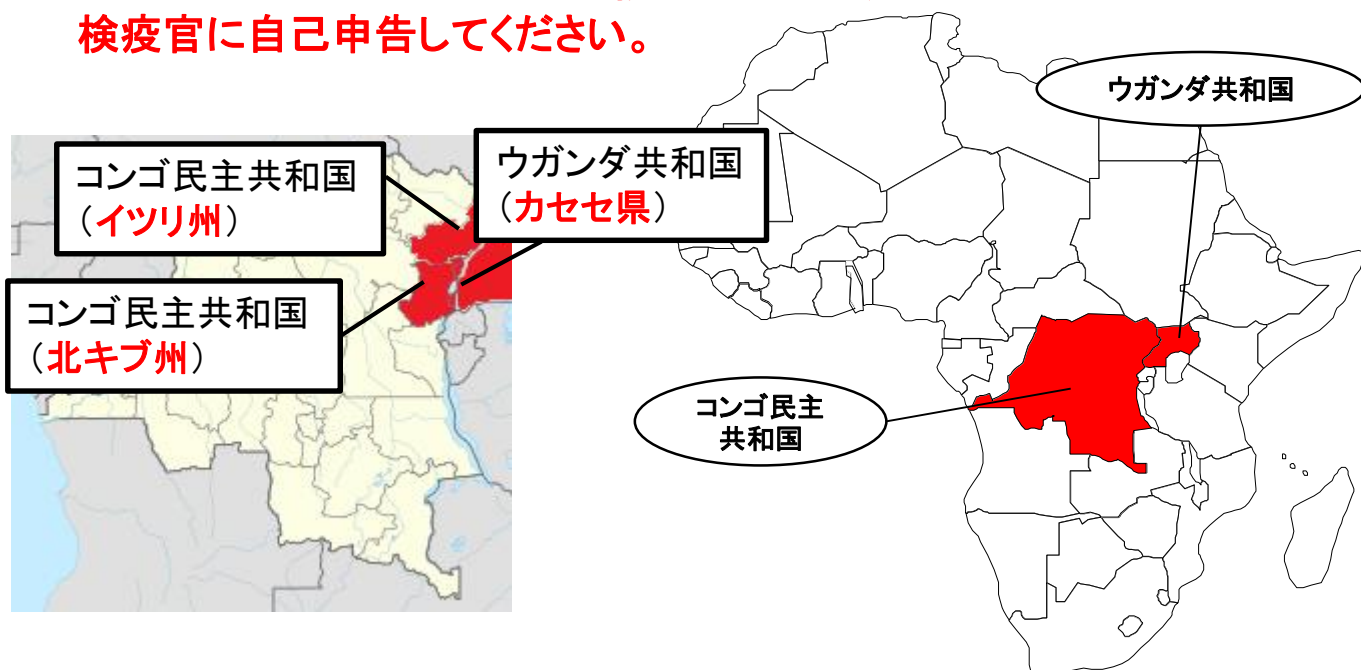 検疫官に自己申告してください。
ウガンダ共和国
コンゴ民主共和国
(イツリ州)
ウガンダ共和国
(カセセ県)
コンゴ民主共和国
(北キブ州)
コンゴ民主
共和国